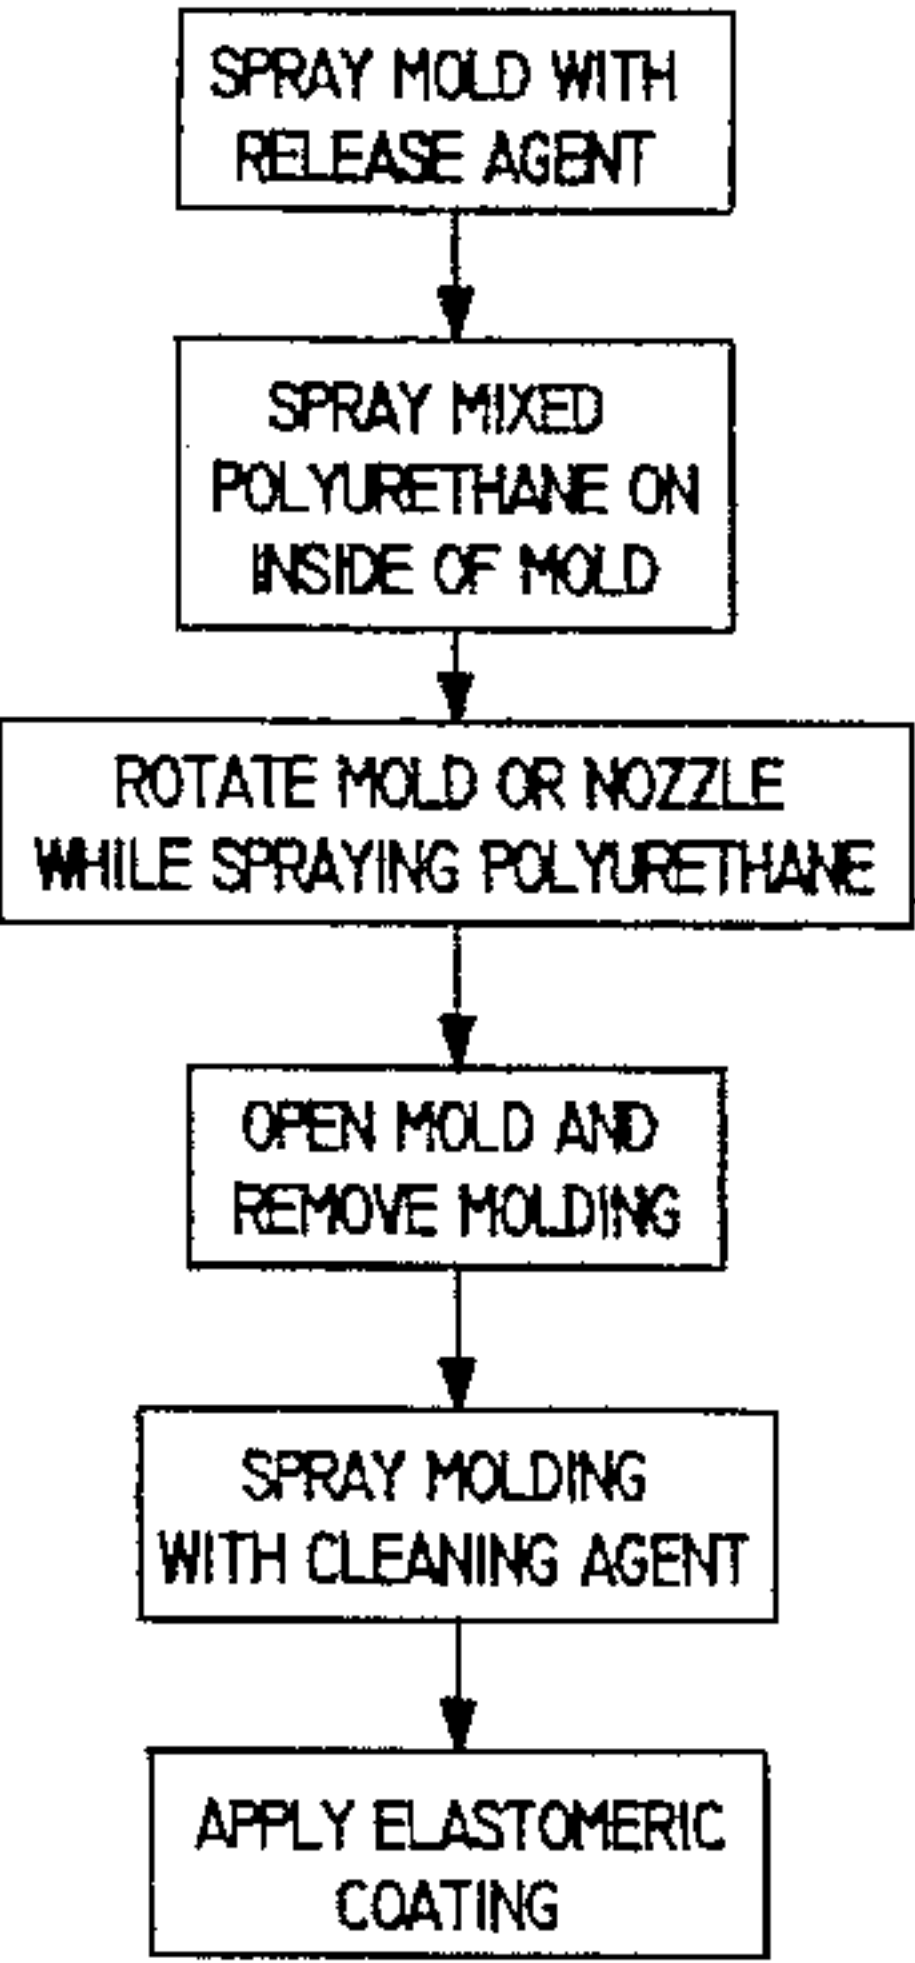 SPRAY MOLD WITH
RELEASE AGENT
SPRAY MIXED
POLYURETHANE ON
INSIDE OF MOLD
ROTATE MOLD OR NOZZLE
WHILE SPRAYING POLYURETHANE
OPEN MOLD AND
REMOVE MOLDING
SPRAY MOLDING
WITH CLEANING AGENT
APPLY ELASTOMERIC
COATING